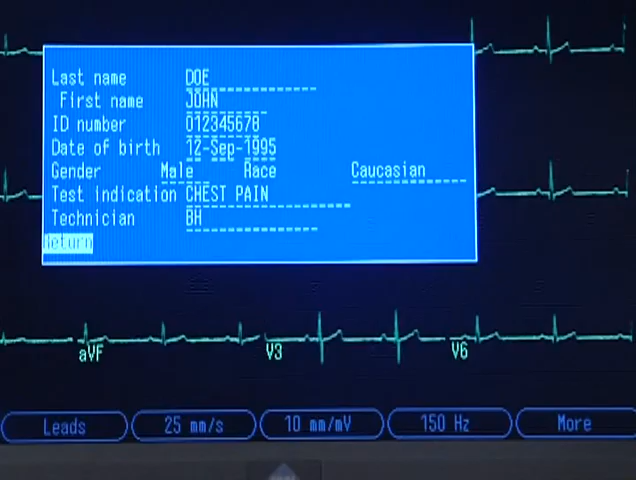 Last name DOE
First name JOHN
ID number 012345678
Date of birth 12-Sep-1995
Gender Male Race Caucasian
Test indication CHEST PAIN
Technician BH
Return
aVF V3 V6
Leads 25 mm/s 10 mm/mV 150 Hz More